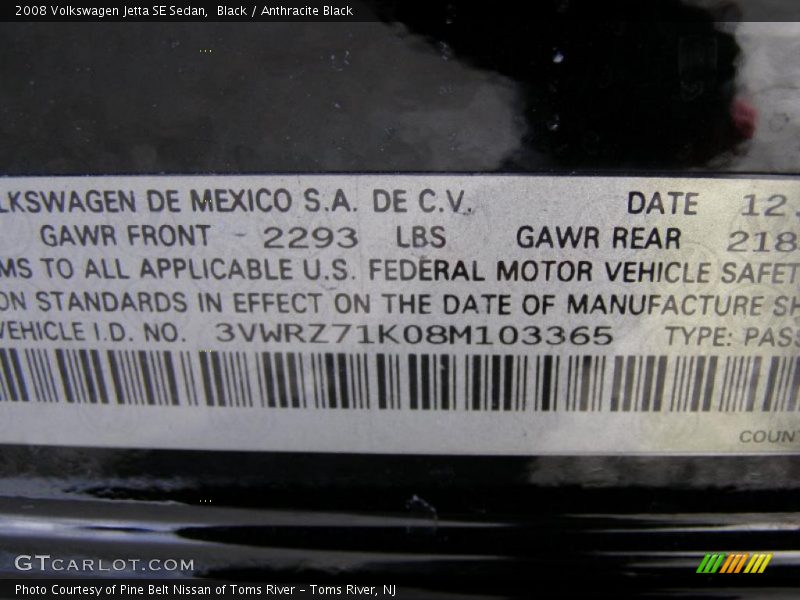 2008 Volkswagen Jetta SE Sedan, Black / Anthracite Black
LKSWAGEN DE MEXICO S.A. DE C.V. DATE 12.
GAWR FRONT - 2293 LBS GAWR REAR 218
MS TO ALL APPLICABLE U.S. FEDERAL MOTOR VEHICLE SAFET
ON STANDARDS IN EFFECT ON THE DATE OF MANUFACTURE SH
VEHICLE I.D. NO. 3VWRZ71K08M103365 TYPE: PASS
COUNT
GTCARLOT.COM
Photo Courtesy of Pine Belt Nissan of Toms River – Toms River, NJ